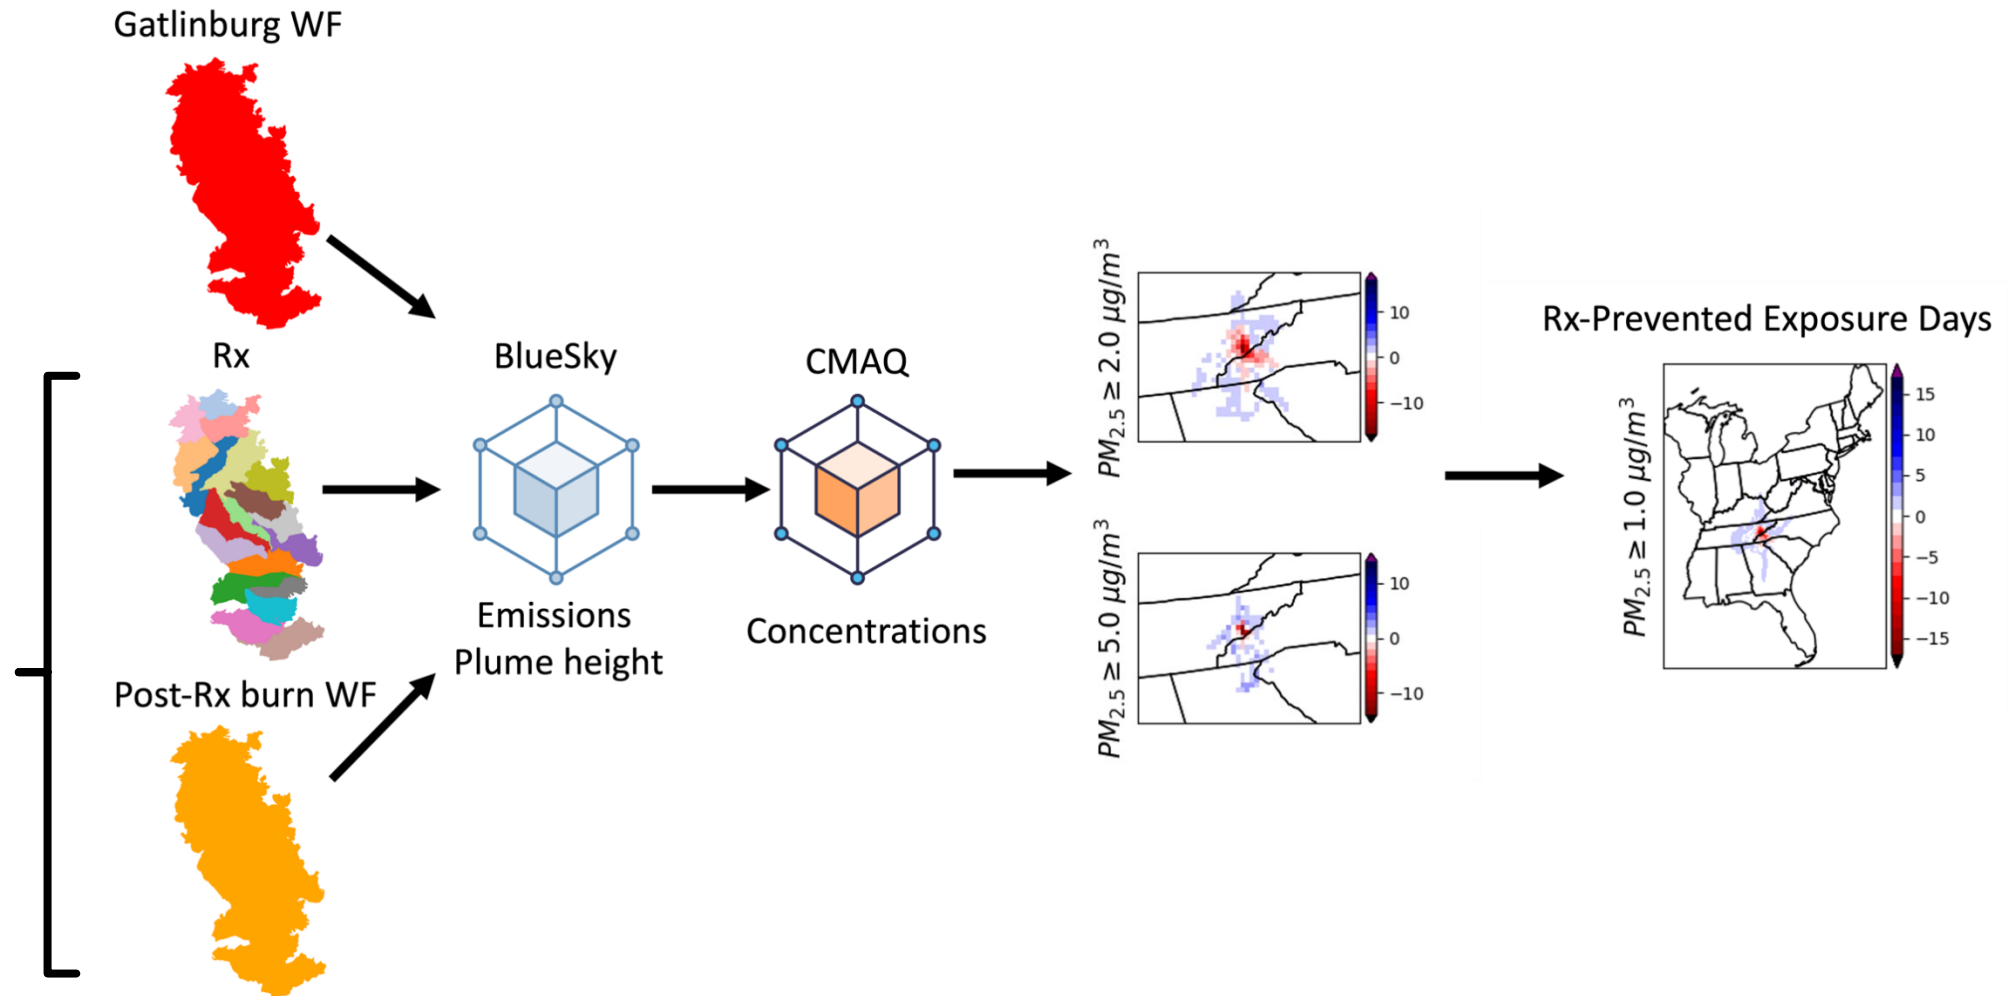 Gatlinburg WF
Rx
Post-Rx burn WF
BlueSky
Emissions
Plume height
CMAQ
Concentrations
PM2.5 ≥ 2.0 μg/m³
10
0
−10
PM2.5 ≥ 5.0 μg/m³
10
0
−10
Rx-Prevented Exposure Days
PM2.5 ≥ 1.0 μg/m³
15
10
5
0
−5
−10
−15